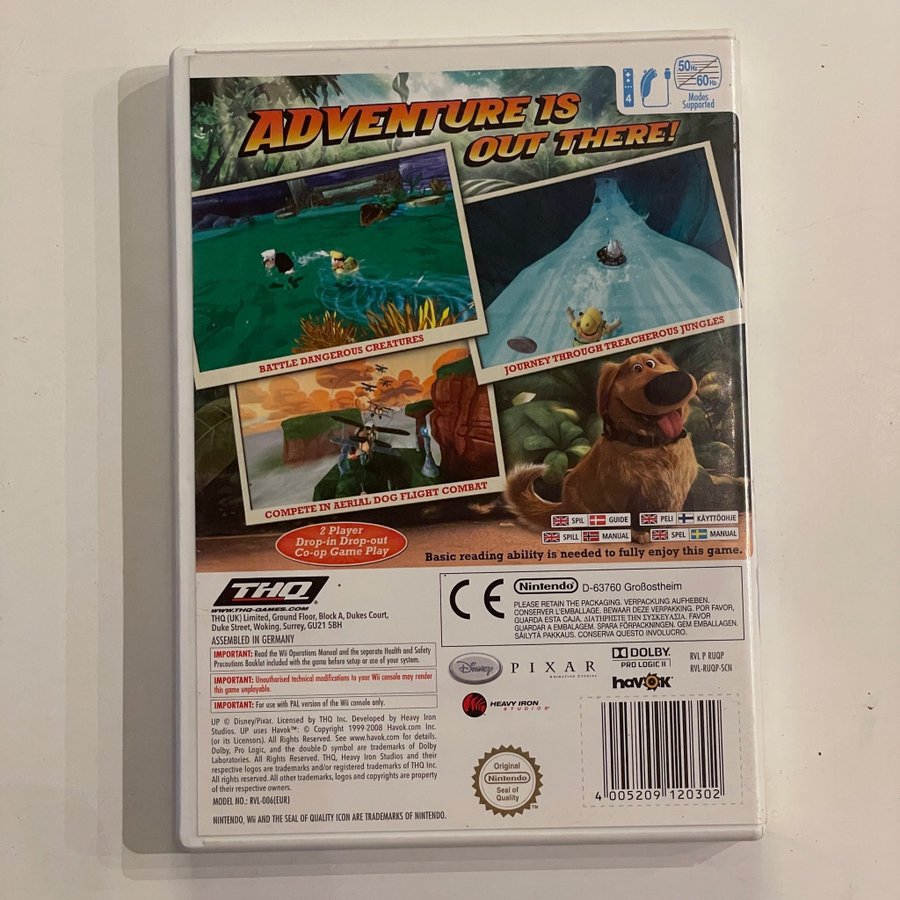 ADVENTURE IS
OUT THERE!
4
50Hz
60Hz
Modes
Supported
BATTLE DANGEROUS CREATURES
JOURNEY THROUGH TREACHEROUS JUNGLES
COMPETE IN AERIAL DOG FLIGHT COMBAT
2 Player
Drop-in Drop-out
Co-op Game Play
SPIL GUIDE PELI KÄYTTÖOHJE
SPILL MANUAL SPEL MANUAL
Basic reading ability is needed to fully enjoy this game.
THQ
WWW.THQ-GAMES.COM
THQ (UK) Limited, Ground Floor, Block A, Dukes Court,
Duke Street, Woking, Surrey, GU21 5BH
ASSEMBLED IN GERMANY
IMPORTANT: Read the Wii Operations Manual and the separate Health and Safety
Precautions Booklet included with the game before setup or use of your system.
IMPORTANT: Unauthorised technical modifications to your Wii console may render
this game unplayable.
IMPORTANT: For use with PAL version of the Wii console only.
UP © Disney/Pixar. Licensed by THQ Inc. Developed by Heavy Iron
Studios. UP uses Havok™: © Copyright 1999-2008 Havok.com Inc.
(or its Licensors). All Rights Reserved. See www.havok.com for details.
Dolby, Pro Logic, and the double-D symbol are trademarks of Dolby
Laboratories. All Rights Reserved. THQ, Heavy Iron Studios and their
respective logos are trademarks and/or registered trademarks of THQ Inc.
All rights reserved. All other trademarks, logos and copyrights are property
of their respective owners.
MODEL NO.: RVL-006(EUR)
NINTENDO, Wii AND THE SEAL OF QUALITY ICON ARE TRADEMARKS OF NINTENDO.
CE
Nintendo D-63760 Großostheim
PLEASE RETAIN THE PACKAGING. VERPACKUNG AUFHEBEN.
CONSERVER L'EMBALLAGE. BEWAAR DEZE VERPAKKING. POR FAVOR,
GUARDA ESTA CAJA. ΔΙΑΤΗΡΗΣΤΕ ΤΗΝ ΣΥΣΚΕΥΑΣΙΑ. FAVOR
GUARDAR A EMBALAGEM. SPARA FÖRPACKNINGEN. GEM EMBALLAGEN.
SÄILYTÄ PAKKAUS. CONSERVA QUESTO INVOLUCRO.
Disney PIXAR
ANIMATION STUDIOS
DOLBY
PRO LOGIC II
havok
RVL P RUQP
RVL-RUQP-SCN
HEAVY IRON
STUDIOS
Original
Nintendo
Seal of
Quality
TM
4 005209 120302